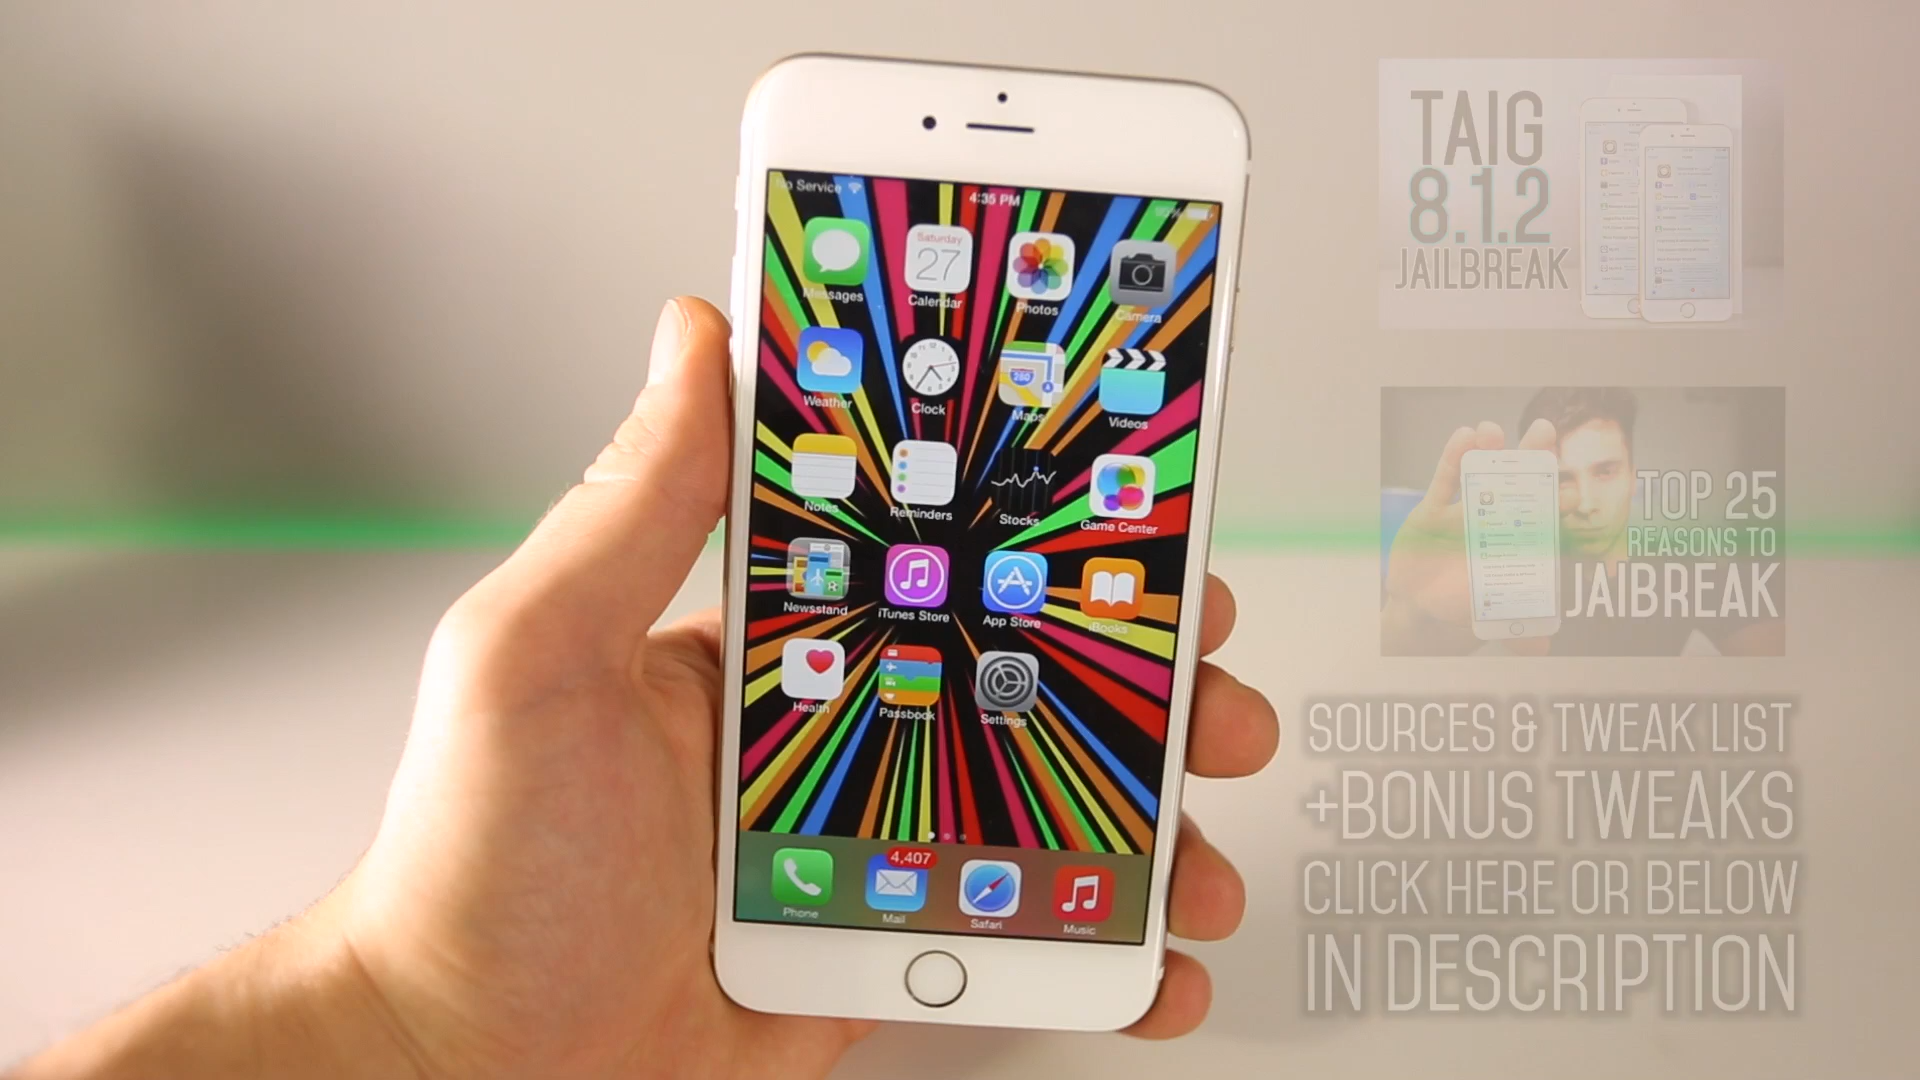 No Service
4:35 PM
Saturday
27
Messages
Calendar
Photos
Camera
280
Weather
Clock
Maps
Videos
Notes
Reminders
Stocks
Game Center
Newsstand
iTunes Store
App Store
iBooks
Health
Passbook
Settings
4,407
Phone
Mail
Safari
Music
TAIG
8.1.2
JAILBREAK
TOP 25
REASONS TO
JAIBREAK
SOURCES & TWEAK LIST
+BONUS TWEAKS
CLICK HERE OR BELOW
IN DESCRIPTION